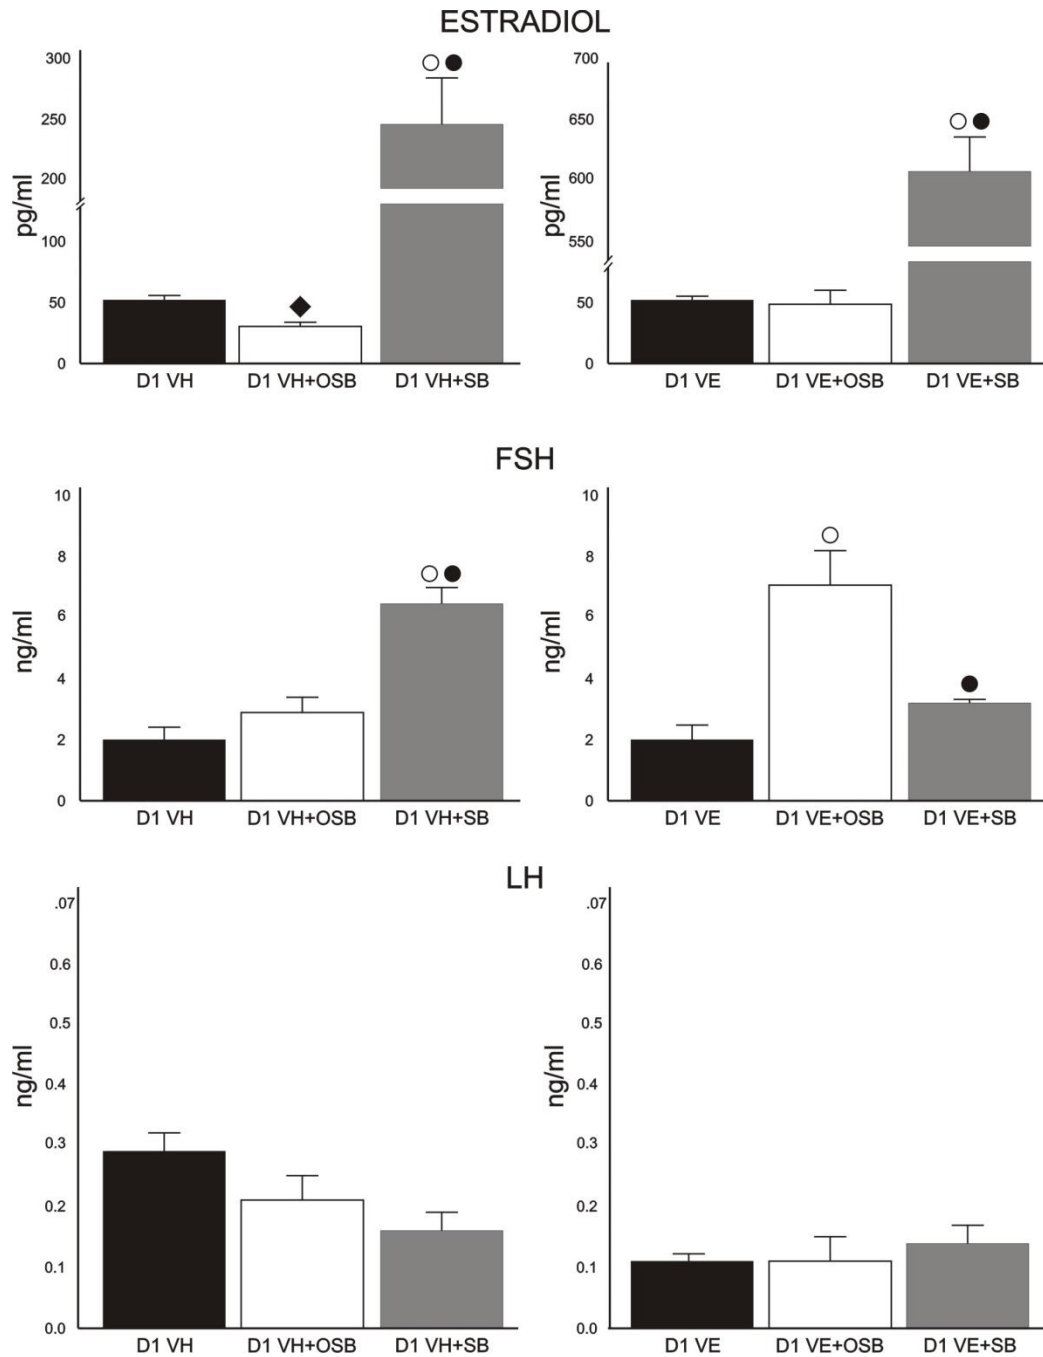 ESTRADIOL
300
250
200
100
50
0
pg/ml
D1 VH
D1 VH+OSB
D1 VH+SB
700
650
600
550
50
0
pg/ml
D1 VE
D1 VE+OSB
D1 VE+SB
FSH
10
8
6
4
2
0
ng/ml
D1 VH
D1 VH+OSB
D1 VH+SB
10
8
6
4
2
0
ng/ml
D1 VE
D1 VE+OSB
D1 VE+SB
LH
.07
0.6
0.5
0.4
0.3
0.2
0.1
0.0
ng/ml
D1 VH
D1 VH+OSB
D1 VH+SB
.07
0.6
0.5
0.4
0.3
0.2
0.1
0.0
ng/ml
D1 VE
D1 VE+OSB
D1 VE+SB